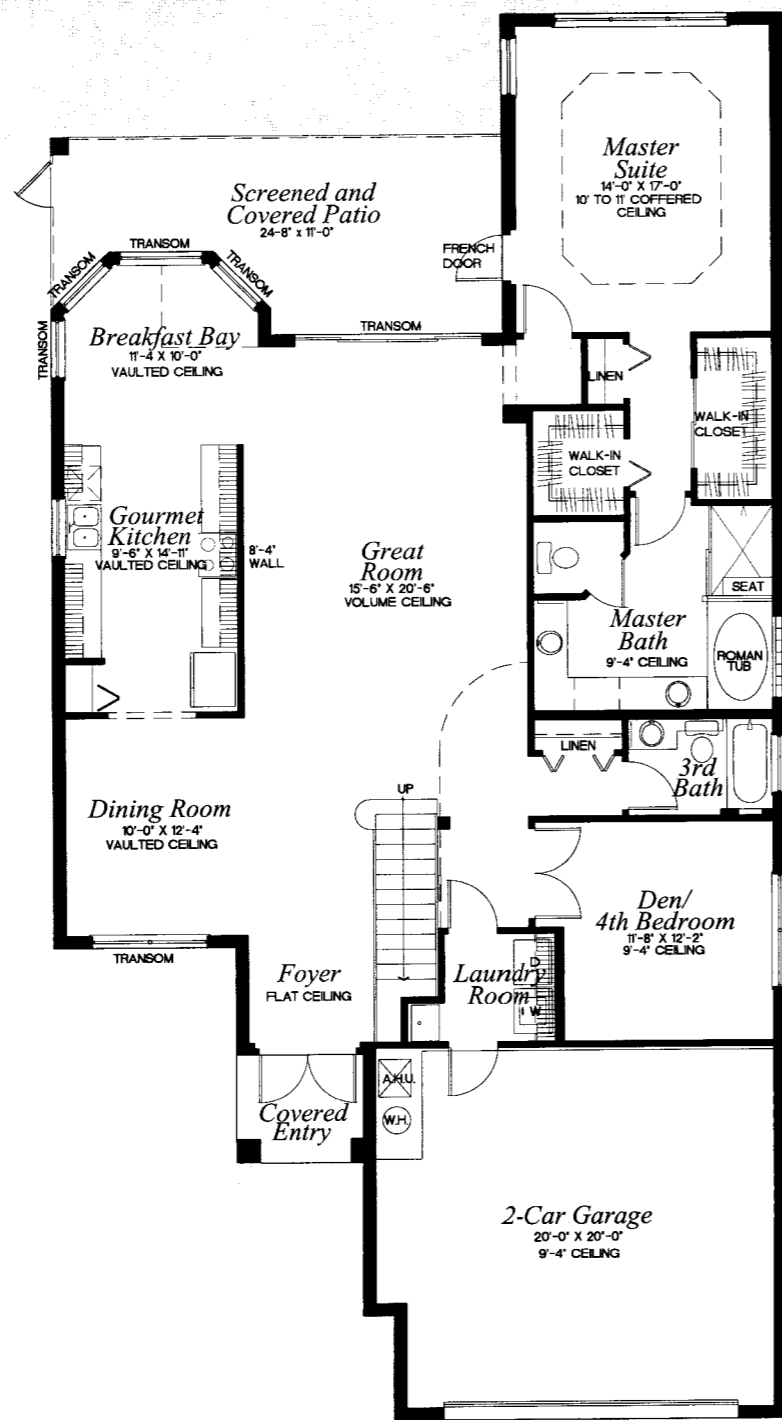 Master
Suite
14'-0" X 17'-0"
10' TO 11' COFFERED
CEILING
Screened and
Covered Patio
24'-8" x 11'-0"
FRENCH
DOOR
TRANSOM
TRANSOM
TRANSOM
TRANSOM
TRANSOM
Breakfast Bay
11'-4 X 10'-0"
VAULTED CEILING
LINEN
WALK-IN
CLOSET
WALK-IN
CLOSET
Gourmet
Kitchen
9'-6" X 14'-11"
VAULTED CEILING
8'-4"
WALL
Great
Room
15'-6" X 20'-6"
VOLUME CEILING
SEAT
Master
Bath
9'-4" CEILING
ROMAN
TUB
LINEN
3rd
Bath
UP
Dining Room
10'-0" X 12'-4"
VAULTED CEILING
TRANSOM
Den/
4th Bedroom
11'-8" X 12'-2"
9'-4" CEILING
Foyer
FLAT CEILING
Laundry
Room
D
W
A.H.U.
W.H.
Covered
Entry
2-Car Garage
20'-0" X 20'-0"
9'-4" CEILING